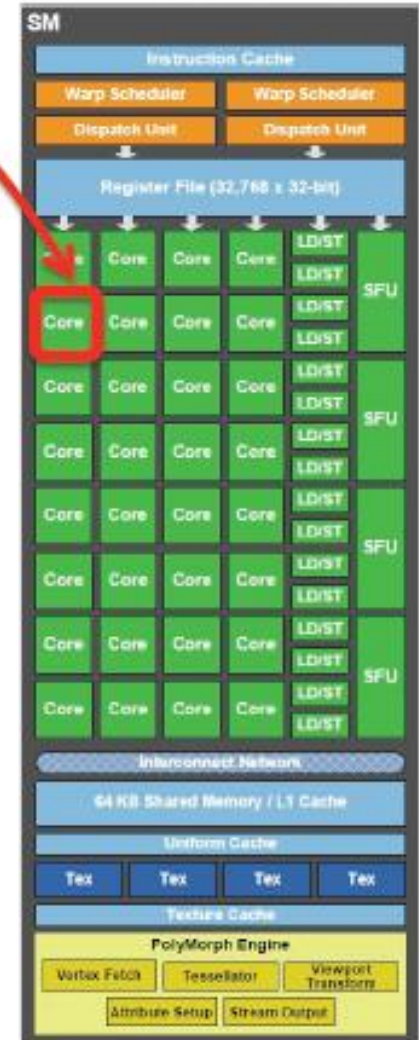 SM
Instruction Cache
Warp Scheduler Warp Scheduler
Dispatch Unit Dispatch Unit
Register File (32,768 x 32-bit)
Core Core Core LD/ST
LD/ST
SFU
Core Core Core Core LD/ST
LD/ST
Core Core Core Core LD/ST
LD/ST
SFU
Core Core Core Core LD/ST
LD/ST
Core Core Core Core LD/ST
LD/ST
SFU
Core Core Core Core LD/ST
LD/ST
Core Core Core Core LD/ST
LD/ST
SFU
Core Core Core Core LD/ST
LD/ST
Interconnect Network
64 KB Shared Memory / L1 Cache
Uniform Cache
Tex Tex Tex Tex
Texture Cache
PolyMorph Engine
Vertex Fetch Tessellator Viewport
Transform
Attribute Setup Stream Output